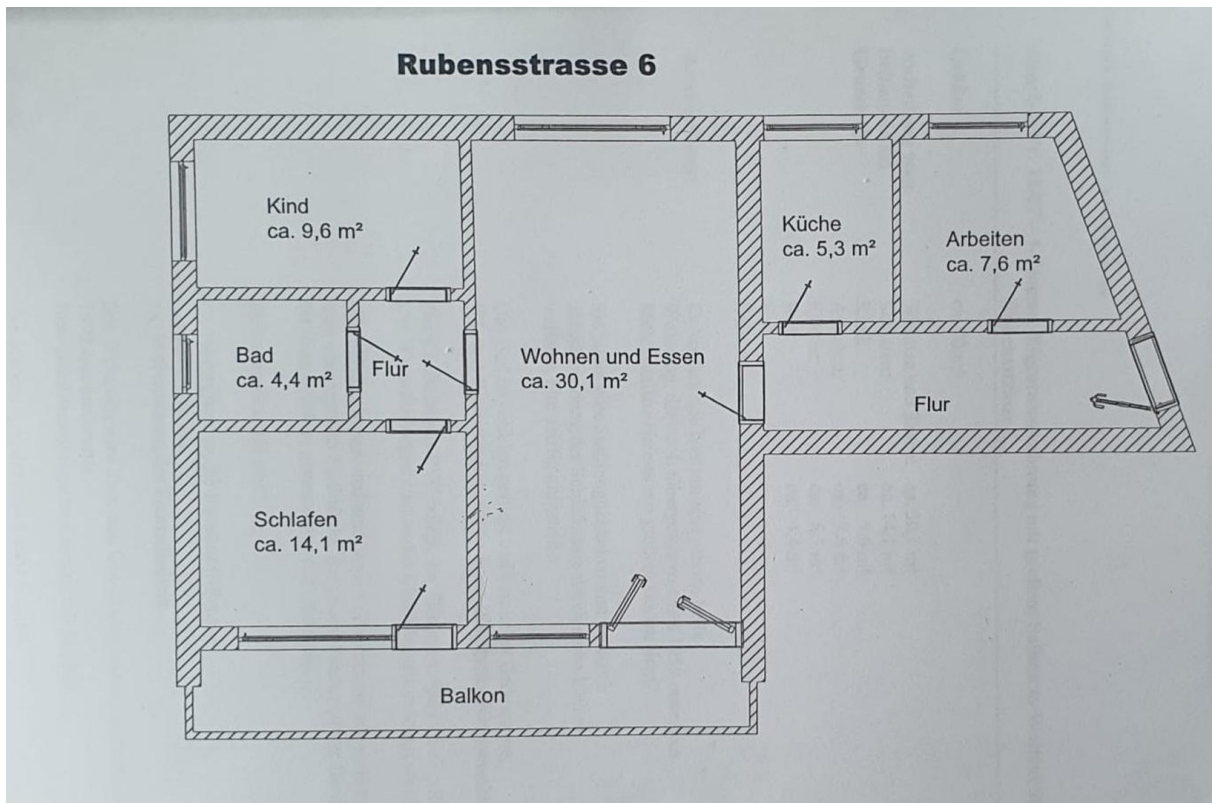 Rubensstrasse 6
Kind
ca. 9,6 m²
Küche
ca. 5,3 m²
Arbeiten
ca. 7,6 m²
Bad
ca. 4,4 m²
Flur
Wohnen und Essen
ca. 30,1 m²
Flur
Schlafen
ca. 14,1 m²
Balkon